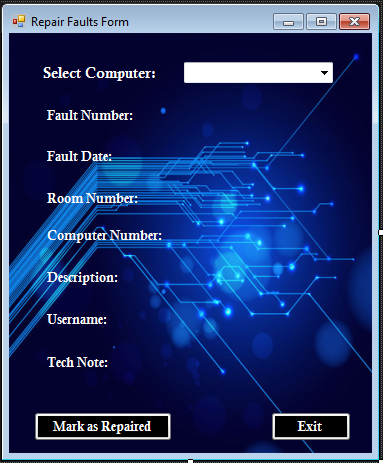 Repair Faults Form
Select Computer:
Fault Number:
Fault Date:
Room Number:
Computer Number:
Description:
Username:
Tech Note:
Mark as Repaired Exit